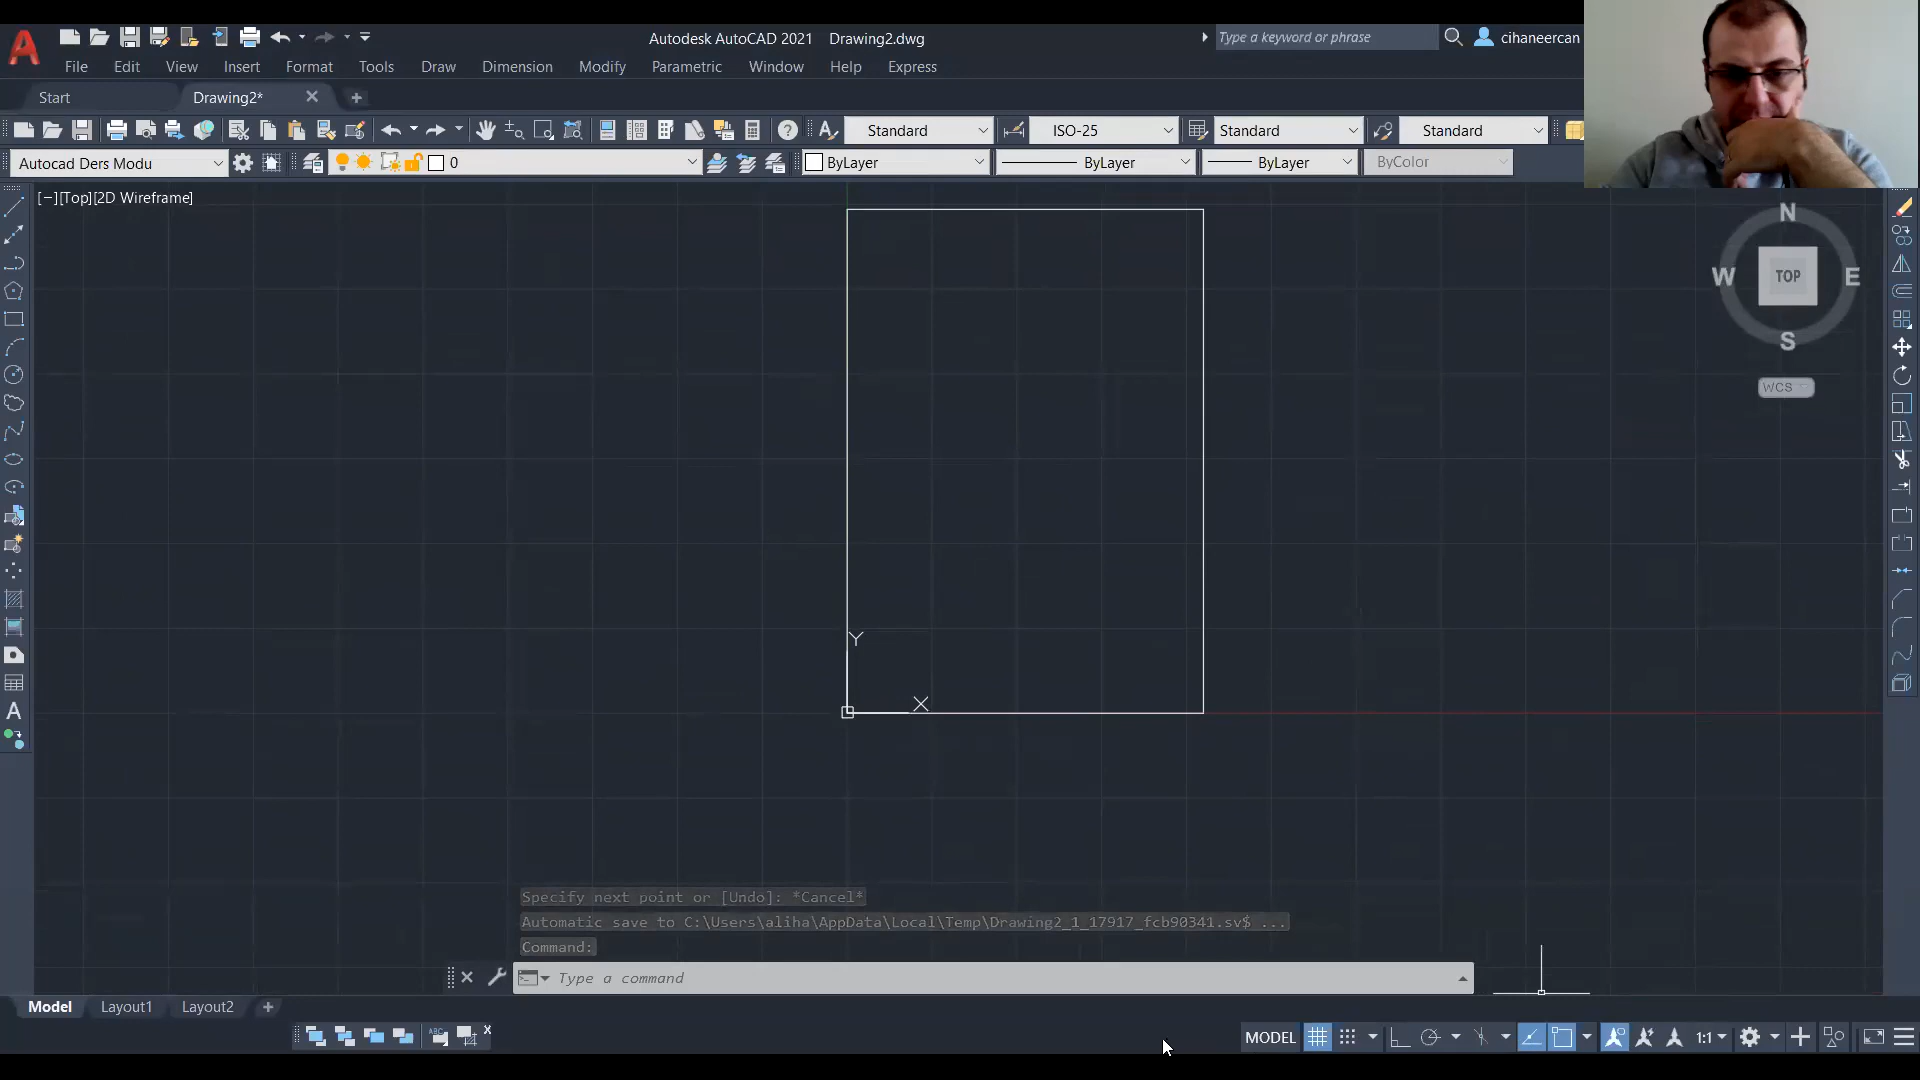 Autodesk AutoCAD 2021 Drawing2.dwg
Type a keyword or phrase
cihaneercan
File Edit View Insert Format Tools Draw Dimension Modify Parametric Window Help Express
Start Drawing2*
Standard ISO-25 Standard Standard
Autocad Ders Modu 0 ByLayer ByLayer ByLayer ByColor
[−][Top][2D Wireframe]
N
W TOP E
S
WCS
Y
X
Specify next point or [Undo]: *Cancel*
Automatic save to C:\Users\aliha\AppData\Local\Temp\Drawing2_1_17917_fcb90341.sv$ ...
Command:
Type a command
Model Layout1 Layout2
MODEL 1:1